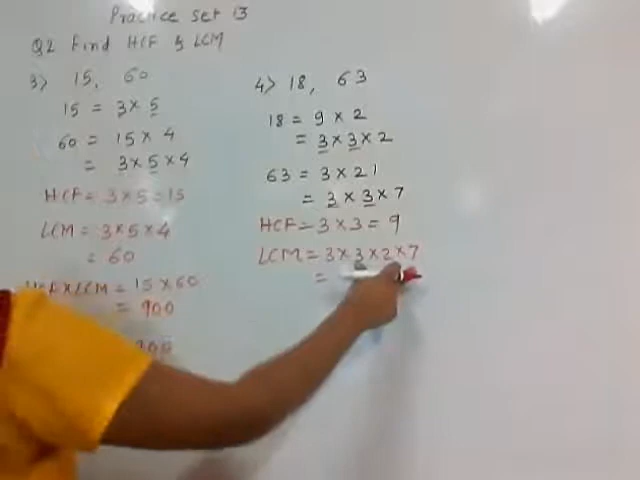 Practice Set 13
Q2 Find HCF & LCM
3) 15, 60
15 = 3 × 5
60 = 15 × 4
= 3 × 5 × 4
HCF = 3 × 5 = 15
LCM = 3 × 5 × 4
= 60
HCF × LCM = 15 × 60
= 900
900
4) 18, 63
18 = 9 × 2
= 3 × 3 × 2
63 = 3 × 21
= 3 × 3 × 7
HCF = 3 × 3 = 9
LCM = 3 × 3 × 2 × 7
=